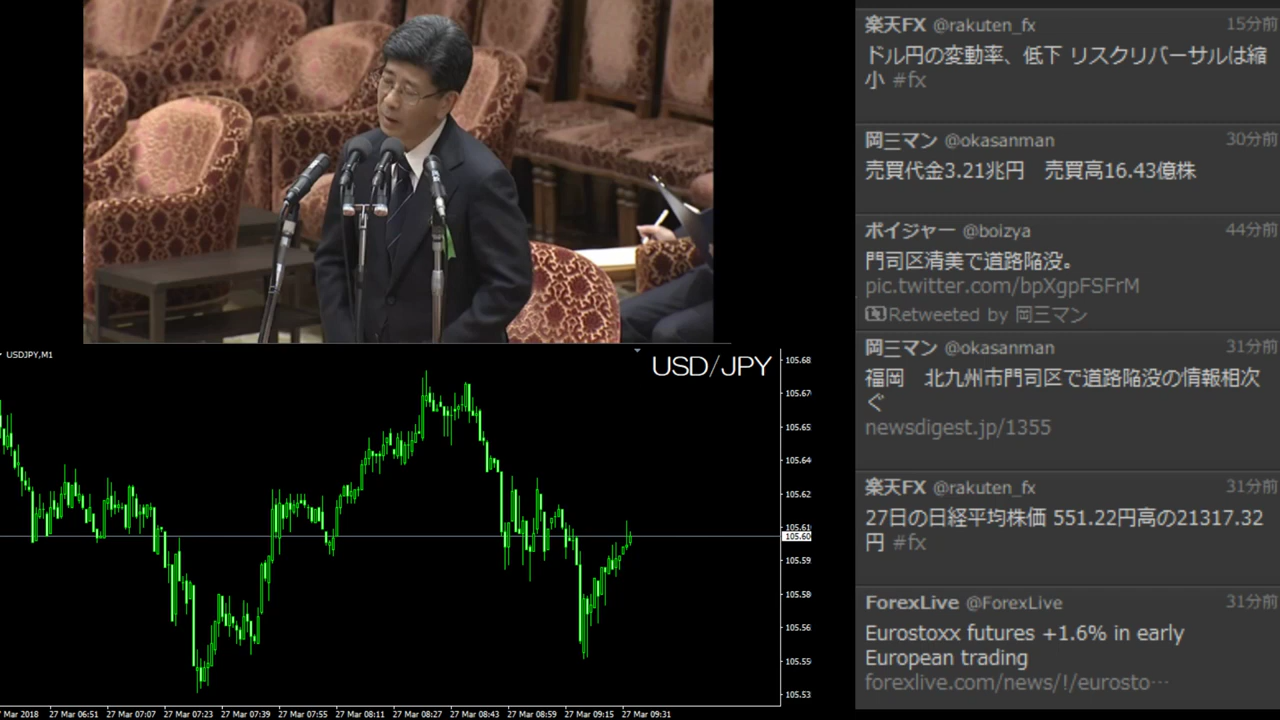 楽天FX @rakuten_fx 15分前
ドル円の変動率、低下 リスクリバーサルは縮
小 #fx
岡三マン @okasanman 30分前
売買代金3.21兆円　売買高16.43億株
ボイジャー @boizya 44分前
門司区清美で道路陥没。
pic.twitter.com/bpXgpFSFrM
Retweeted by 岡三マン
岡三マン @okasanman 31分前
福岡　北九州市門司区で道路陥没の情報相次
ぐ
newsdigest.jp/1355
楽天FX @rakuten_fx 31分前
27日の日経平均株価 551.22円高の21317.32
円 #fx
ForexLive @ForexLive 31分前
Eurostoxx futures +1.6% in early
European trading
forexlive.com/news/!/eurosto…
USDJPY,M1
USD/JPY
105.68
105.67
105.65
105.64
105.62
105.61
105.60
105.59
105.58
105.56
105.55
105.53
Mar 2018 27 Mar 06:51 27 Mar 07:07 27 Mar 07:23 27 Mar 07:39 27 Mar 07:55 27 Mar 08:11 27 Mar 08:27 27 Mar 08:43 27 Mar 08:59 27 Mar 09:15 27 Mar 09:31